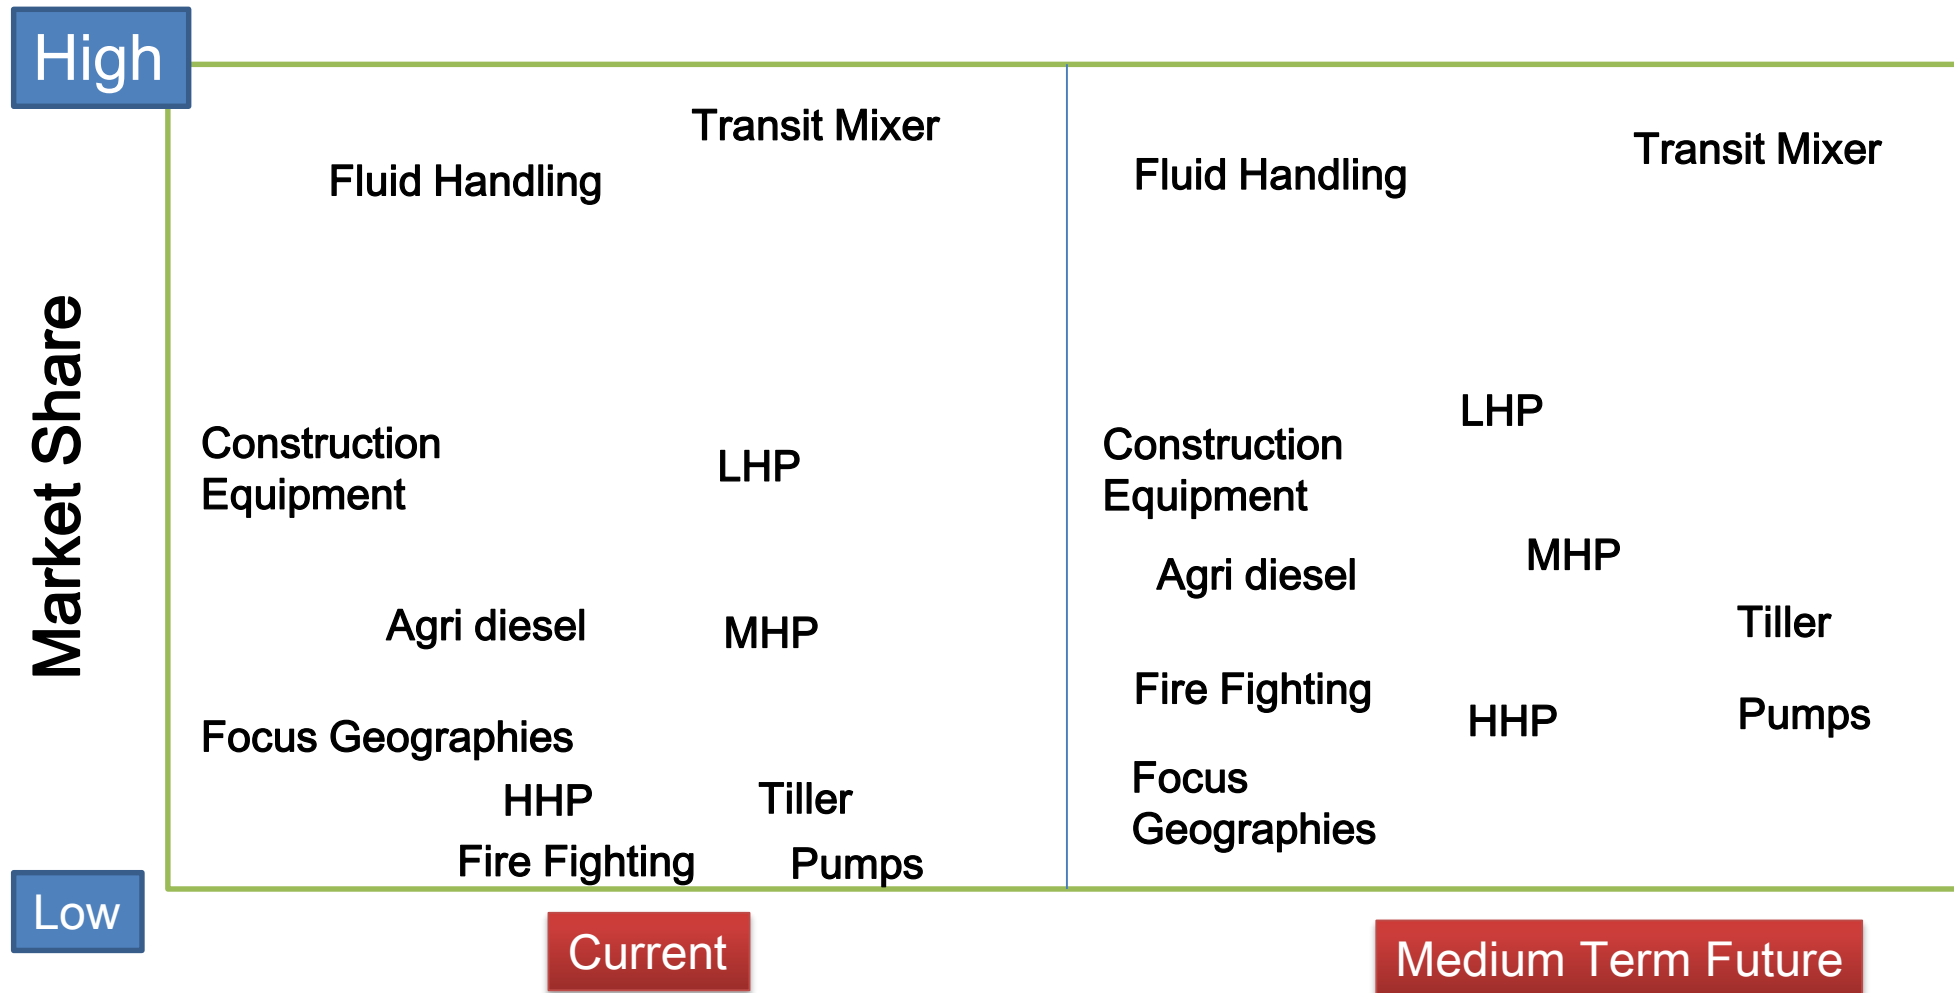 High
Market Share
Low
Transit Mixer
Fluid Handling
Construction
Equipment
LHP
Agri diesel
MHP
Focus Geographies
HHP
Tiller
Fire Fighting
Pumps
Current
Transit Mixer
Fluid Handling
LHP
Construction
Equipment
MHP
Agri diesel
Tiller
Fire Fighting
HHP
Pumps
Focus
Geographies
Medium Term Future